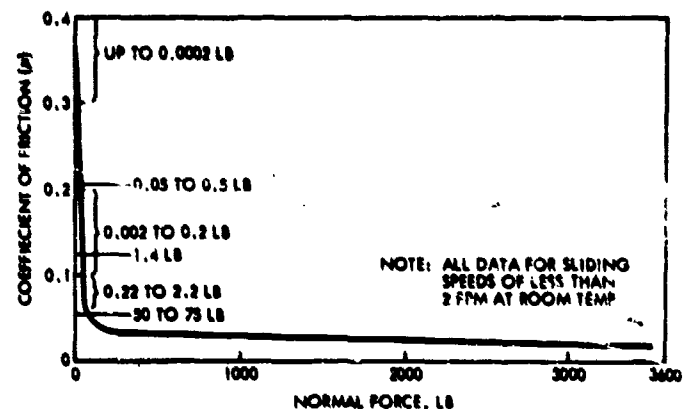 COEFFIECIENT OF FRICTION (μ)
0.4
0.3
0.2
0.1
0
UP TO 0.0002 LB
0.05 TO 0.5 LB
0.002 TO 0.2 LB
1.4 LB
0.22 TO 2.2 LB
50 TO 75 LB
NOTE: ALL DATA FOR SLIDING
SPEEDS OF LESS THAN
2 FPM AT ROOM TEMP
0 1000 2000 3000 3600
NORMAL FORCE, LB